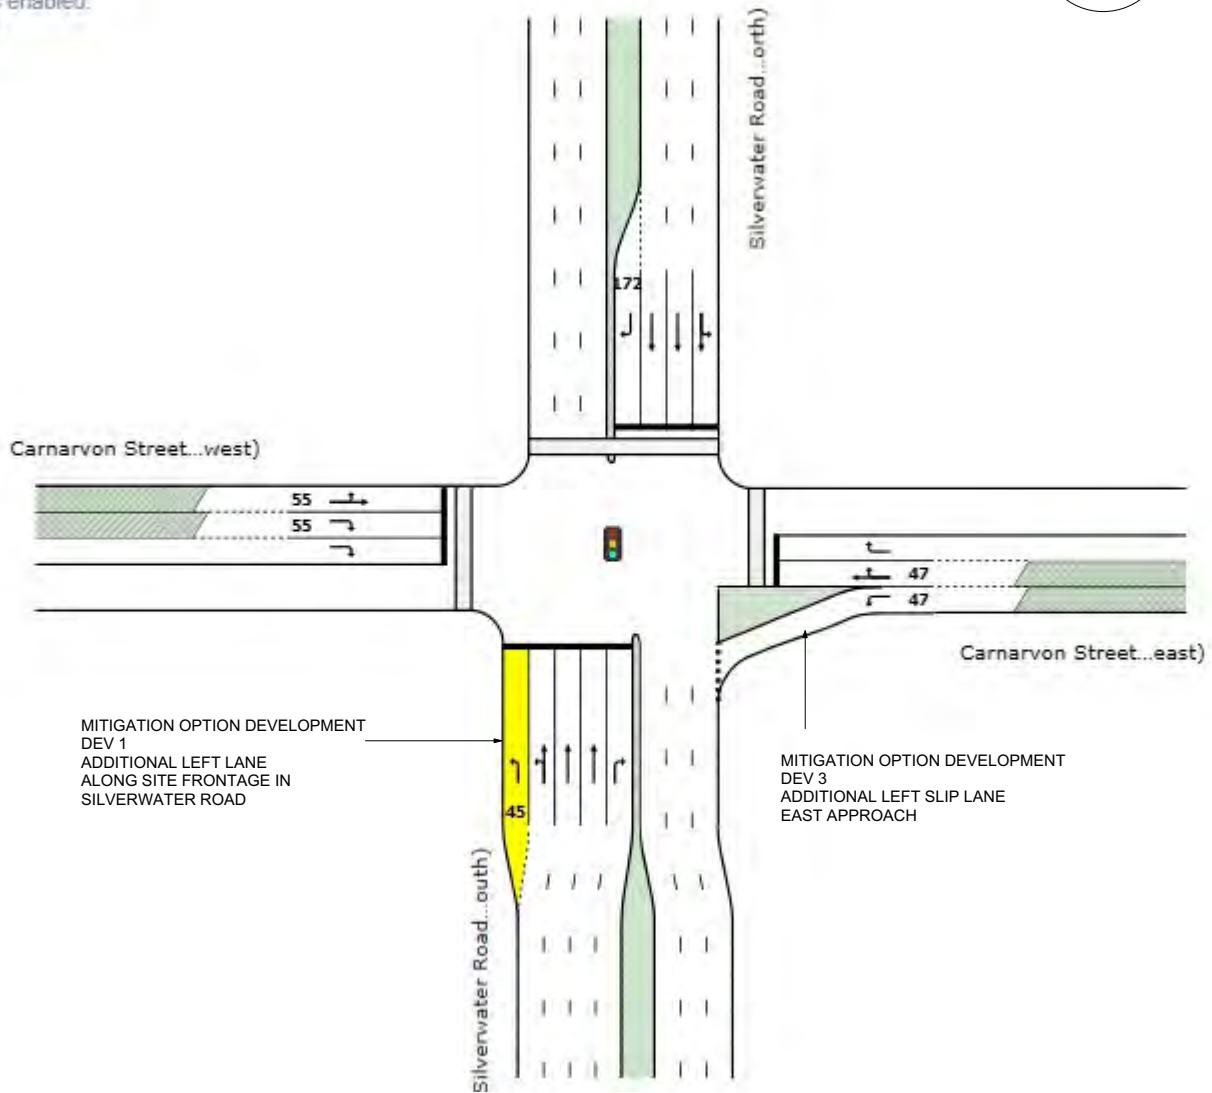 enabled.
Silverwater Road...orth)
172
Carnarvon Street...west)
55
55
47
47
Carnarvon Street...east)
MITIGATION OPTION DEVELOPMENT
DEV 1
ADDITIONAL LEFT LANE
ALONG SITE FRONTAGE IN
SILVERWATER ROAD
MITIGATION OPTION DEVELOPMENT
DEV 3
ADDITIONAL LEFT SLIP LANE
EAST APPROACH
45
Silverwater Road...outh)